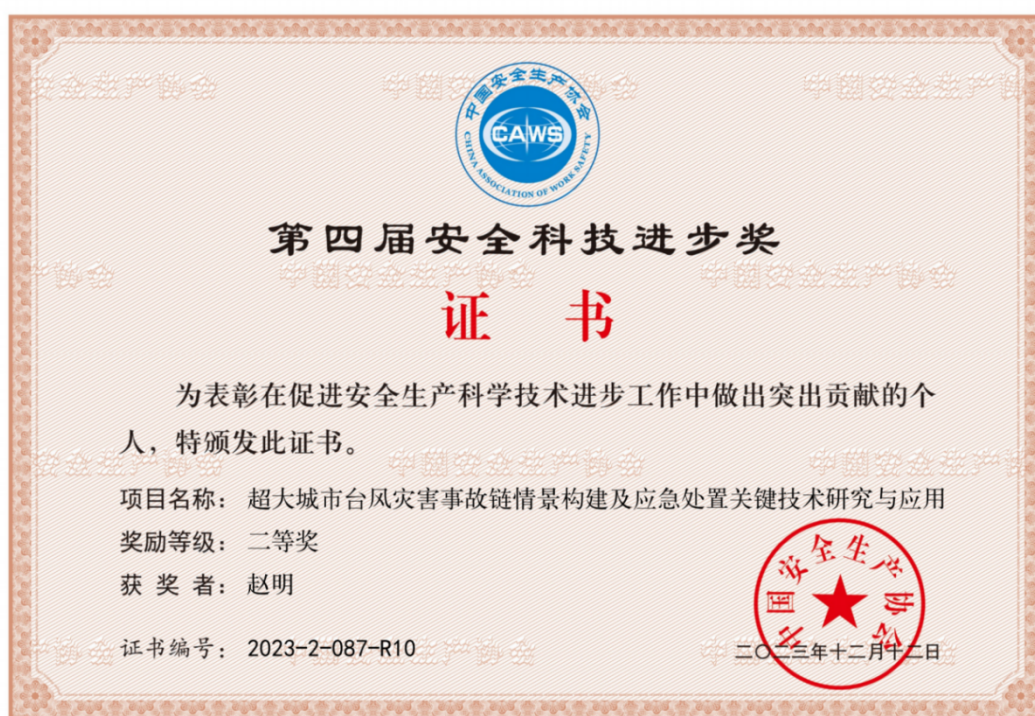 中国安全生产协会
CAWS
CHINA ASSOCIATION OF WORK SAFETY
第四届安全科技进步奖
证 书
为表彰在促进安全生产科学技术进步工作中做出突出贡献的个
人，特颁发此证书。
项目名称： 超大城市台风灾害事故链情景构建及应急处置关键技术研究与应用
奖励等级： 二等奖
获 奖 者： 赵明
证书编号： 2023-2-087-R10
中国安全生产协会
二〇二三年十二月十二日